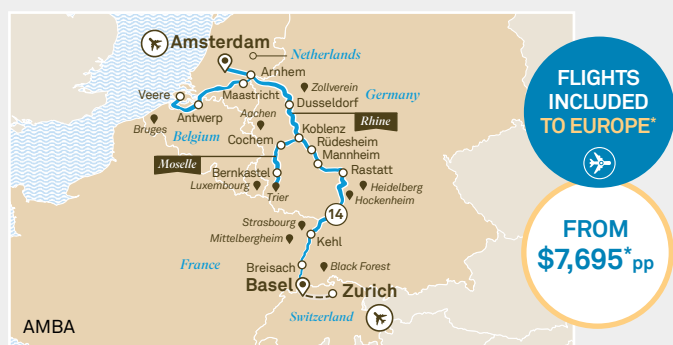 Amsterdam
Netherlands
Arnhem
Zollverein
Veere
Maastricht
Dusseldorf
Germany
Aachen
Antwerp
Rhine
Bruges
Belgium
Koblenz
Cochem
Rüdesheim
Mannheim
Moselle
Bernkastel
Rastatt
Luxembourg
Trier
Heidelberg
Hockenheim
14
Strasbourg
Mittelbergheim
Kehl
France
Breisach
Black Forest
Basel
Zurich
Switzerland
AMBA
FLIGHTS
INCLUDED
TO EUROPE*
FROM
$7,695*pp